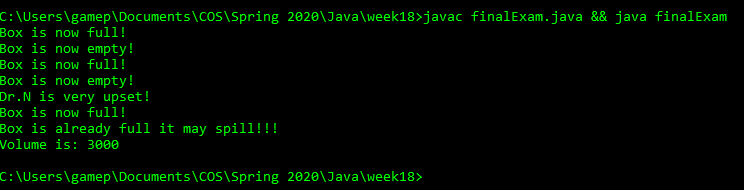 C:\Users\gamep\Documents\COS\Spring 2020\Java\week18>javac finalExam.java && java finalExam
Box is now full!
Box is now empty!
Box is now full!
Box is now empty!
Dr.N is very upset!
Box is now full!
Box is already full it may spill!!!
Volume is: 3000
C:\Users\gamep\Documents\COS\Spring 2020\Java\week18>